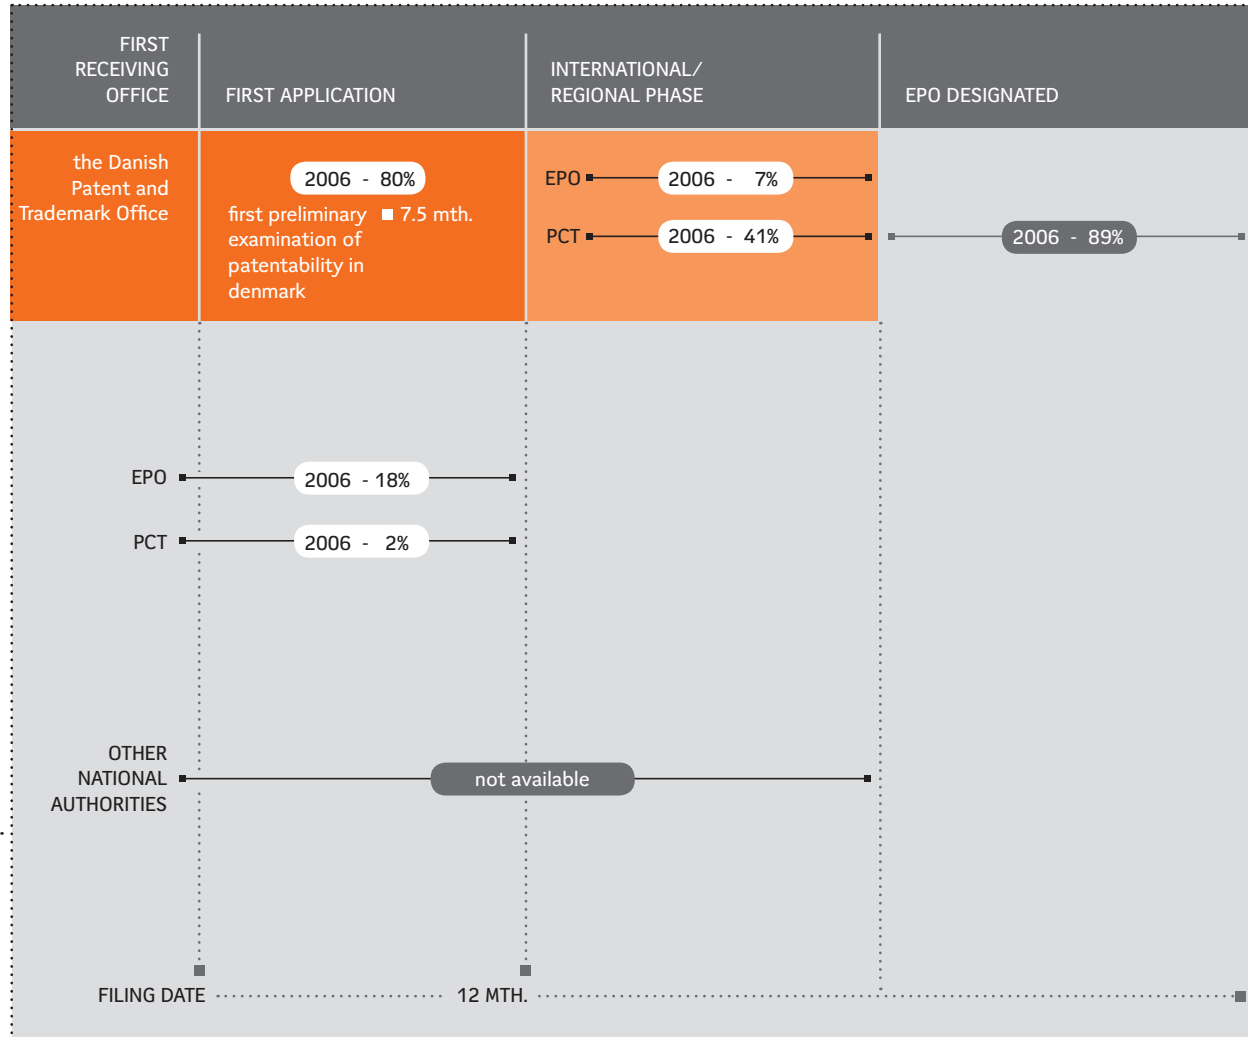 FIRST
RECEIVING
OFFICE
FIRST APPLICATION
INTERNATIONAL/
REGIONAL PHASE
EPO DESIGNATED
the Danish
Patent and
Trademark Office
2006 - 80%
first preliminary ■ 7.5 mth.
examination of
patentability in
denmark
EPO 2006 - 7%
PCT 2006 - 41%
2006 - 89%
EPO 2006 - 18%
PCT 2006 - 2%
OTHER
NATIONAL
AUTHORITIES
not available
FILING DATE 12 MTH.